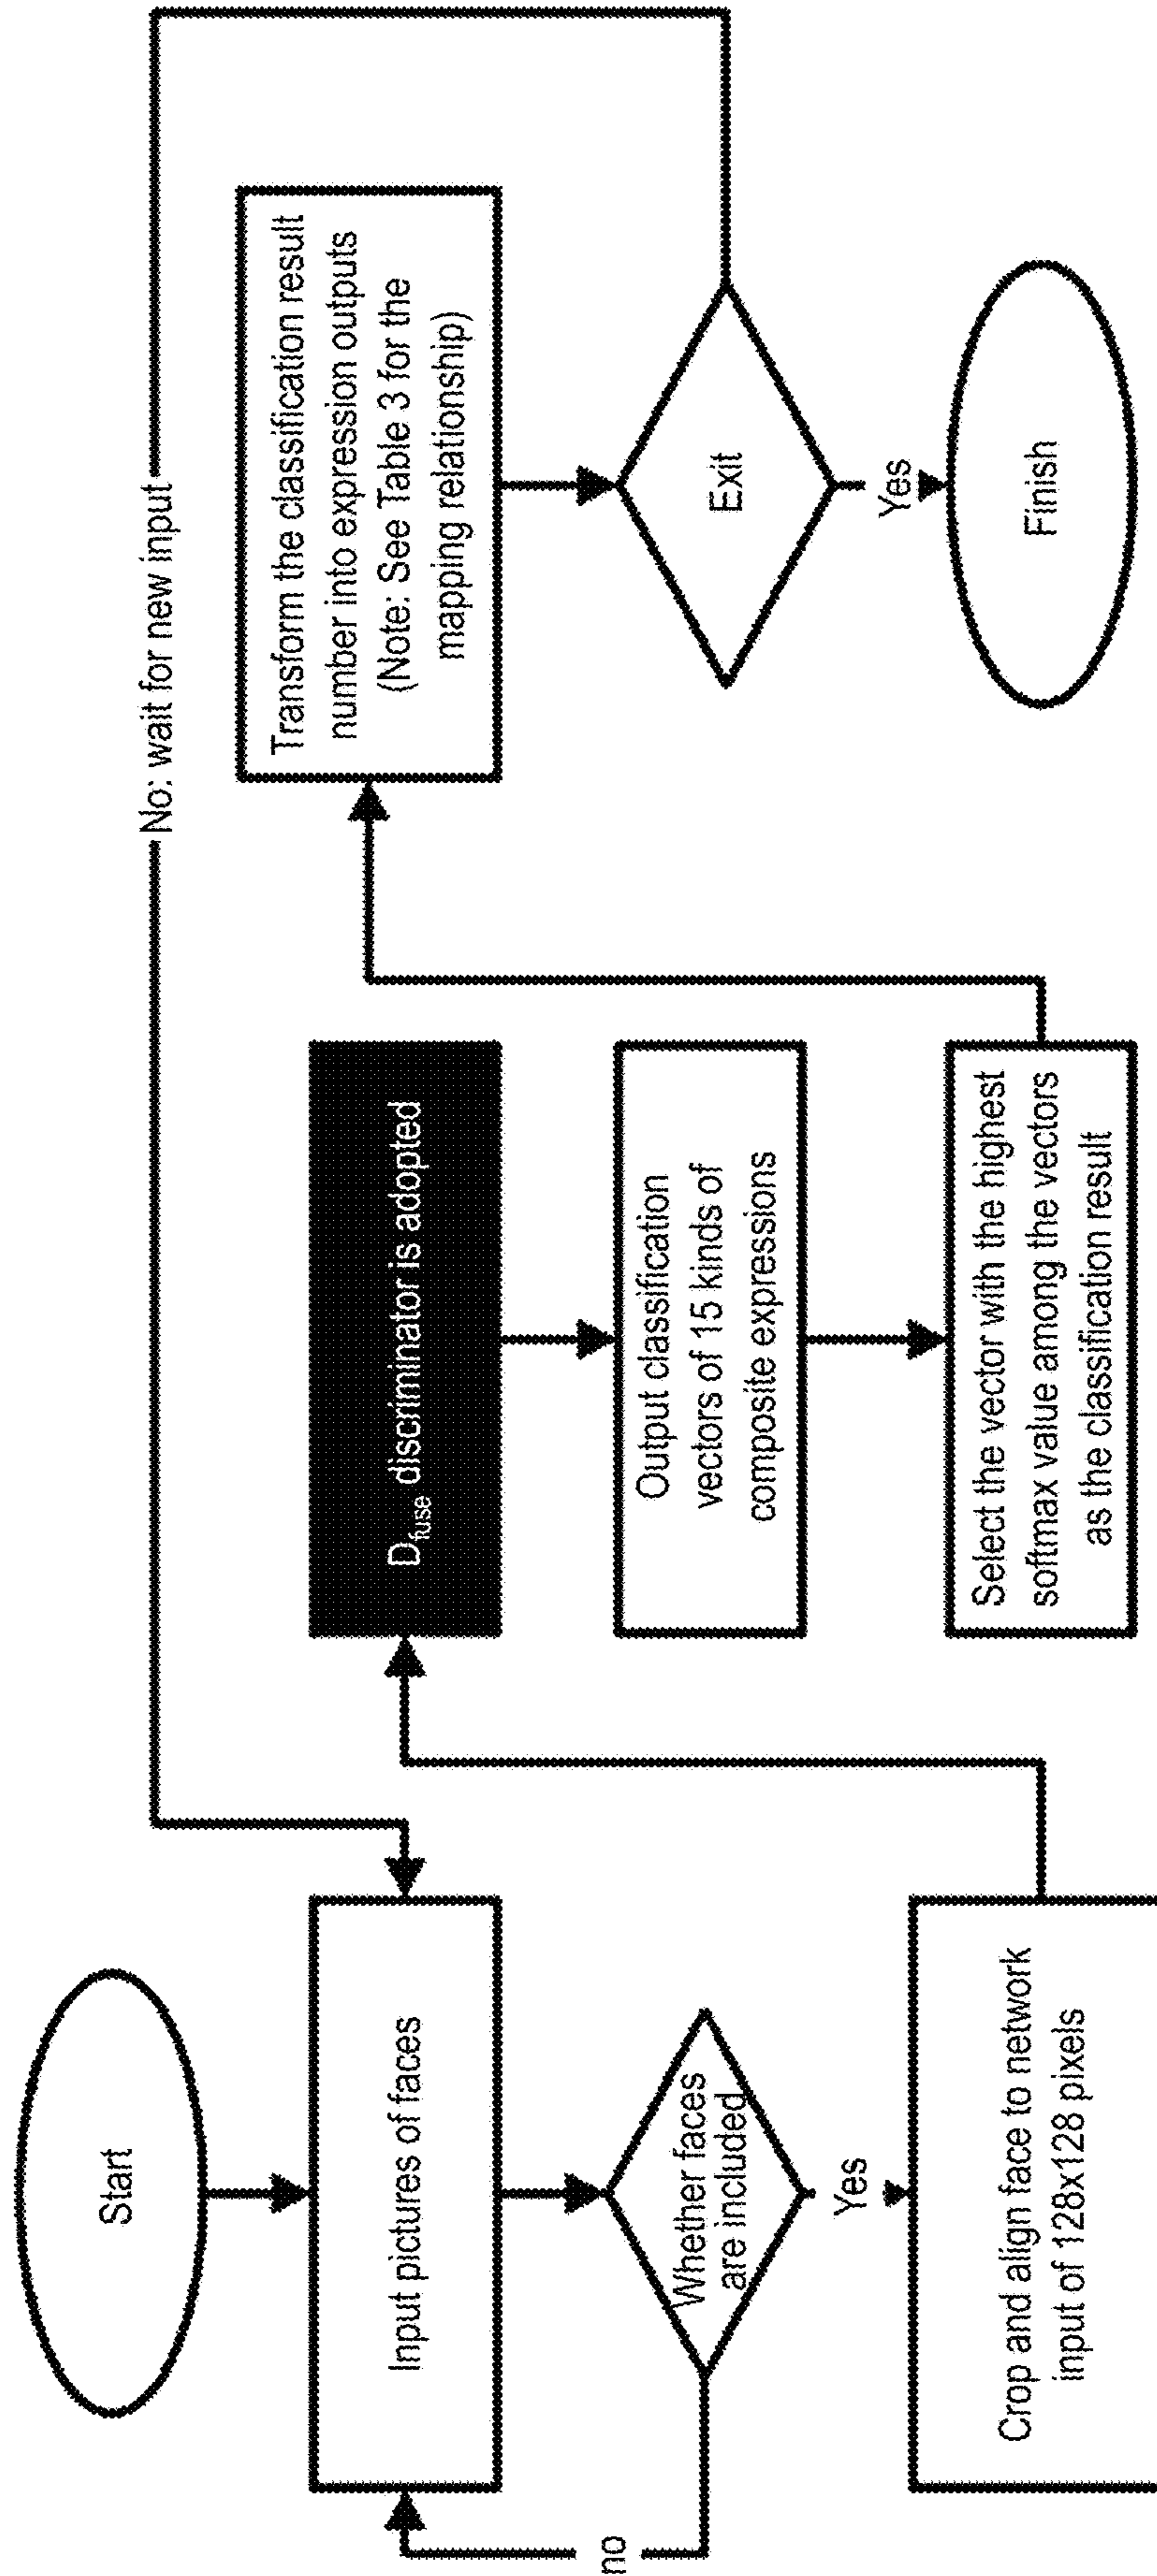 Start
Input pictures of faces
Whether faces
are included
no
Yes
Crop and align face to network
input of 128x128 pixels
D_fuse discriminator is adopted
Output classification
vectors of 15 kinds of
composite expressions
Select the vector with the highest
softmax value among the vectors
as the classification result
No: wait for new input
Transform the classification result
number into expression outputs
(Note: See Table 3 for the
mapping relationship)
Exit
Yes
Finish